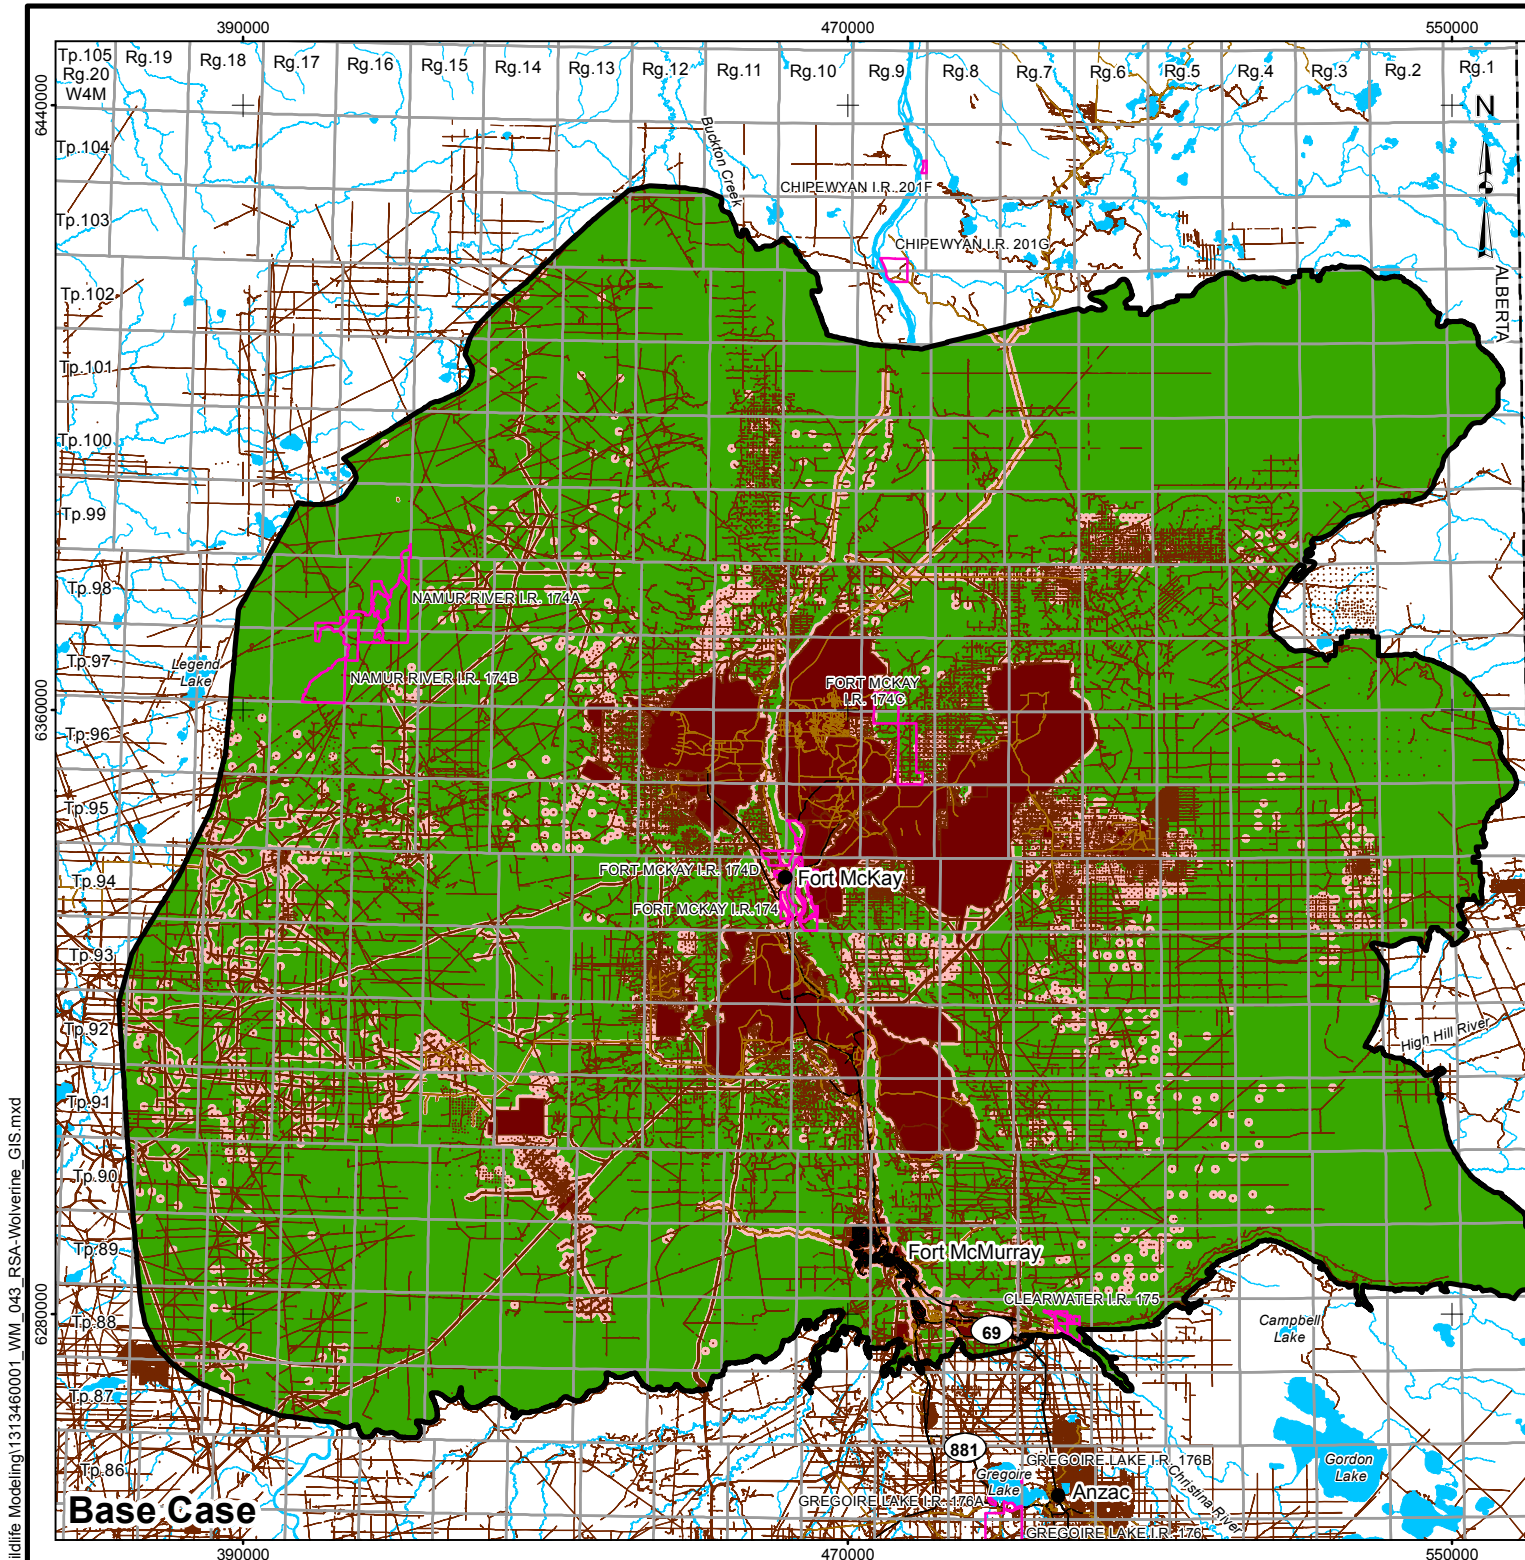 390000 470000 550000
Tp.105 Rg.19 Rg.18 Rg.17 Rg.16 Rg.15 Rg.14 Rg.13 Rg.12 Rg.11 Rg.10 Rg.9 Rg.8 Rg.7 Rg.6 Rg.5 Rg.4 Rg.3 Rg.2 Rg.1
Rg.20
W4M
6440000
N
Buckton Creek
Tp.104
CHIPEWYAN I.R. 201F
Tp.103
CHIPEWYAN I.R. 201G
ALBERTA
Tp.102
Tp.101
Tp.100
Tp.99
Tp.98
NAMUR RIVER I.R. 174A
Tp.97
Legend
Lake
NAMUR RIVER I.R. 174B
FORT MCKAY
I.R. 174C
6360000
Tp.96
Tp.95
FORT MCKAY I.R. 174D
Fort McKay
Tp.94
FORT MCKAY I.R.174
Tp.93
Tp.92
High Hill River
Tp.91
Tp.90
Tp.89
Fort McMurray
CLEARWATER I.R. 175
6280000
Tp.88
69
Campbell
Lake
Tp.87
881
GREGOIRE LAKE I.R. 176B
Tp.86
Gregoire
Lake
Gordon
Lake
Christina River
Anzac
GREGOIRE LAKE I.R. 176A
GREGOIRE LAKE I.R. 176
Base Case
390000 470000 550000
ildlife Modeling\1313460001_WM_043_RSA-Wolverine_GIS.mxd